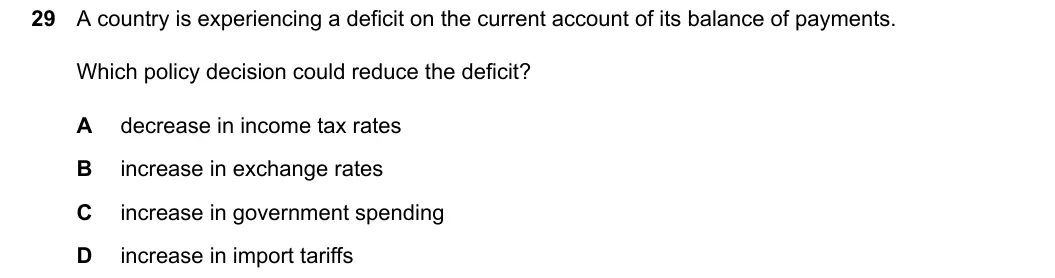 29 A country is experiencing a deficit on the current account of its balance of payments.
Which policy decision could reduce the deficit?
A decrease in income tax rates
B increase in exchange rates
C increase in government spending
D increase in import tariffs